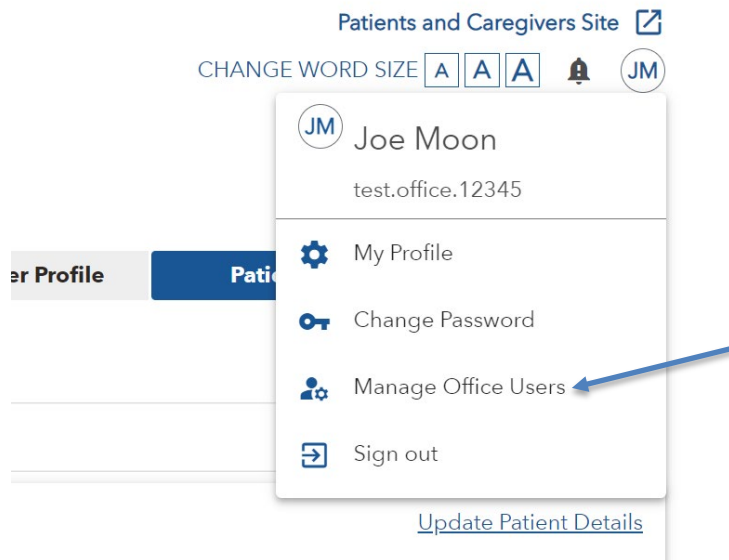 Patients and Caregivers Site
CHANGE WORD SIZE A A A JM
JM Joe Moon
test.office.12345
My Profile
er Profile Pati
Change Password
Manage Office Users
Sign out
Update Patient Details